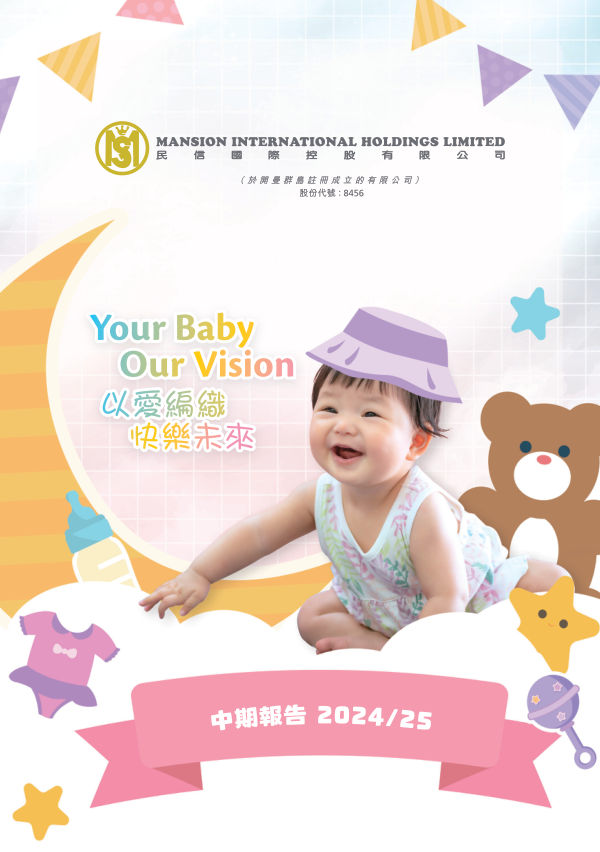 MANSION INTERNATIONAL HOLDINGS LIMITED
民信國際控股有限公司
（於開曼群島註冊成立的有限公司）
股份代號：8456
Your Baby
Our Vision
以愛編織
快樂未來
中期報告 2024/25